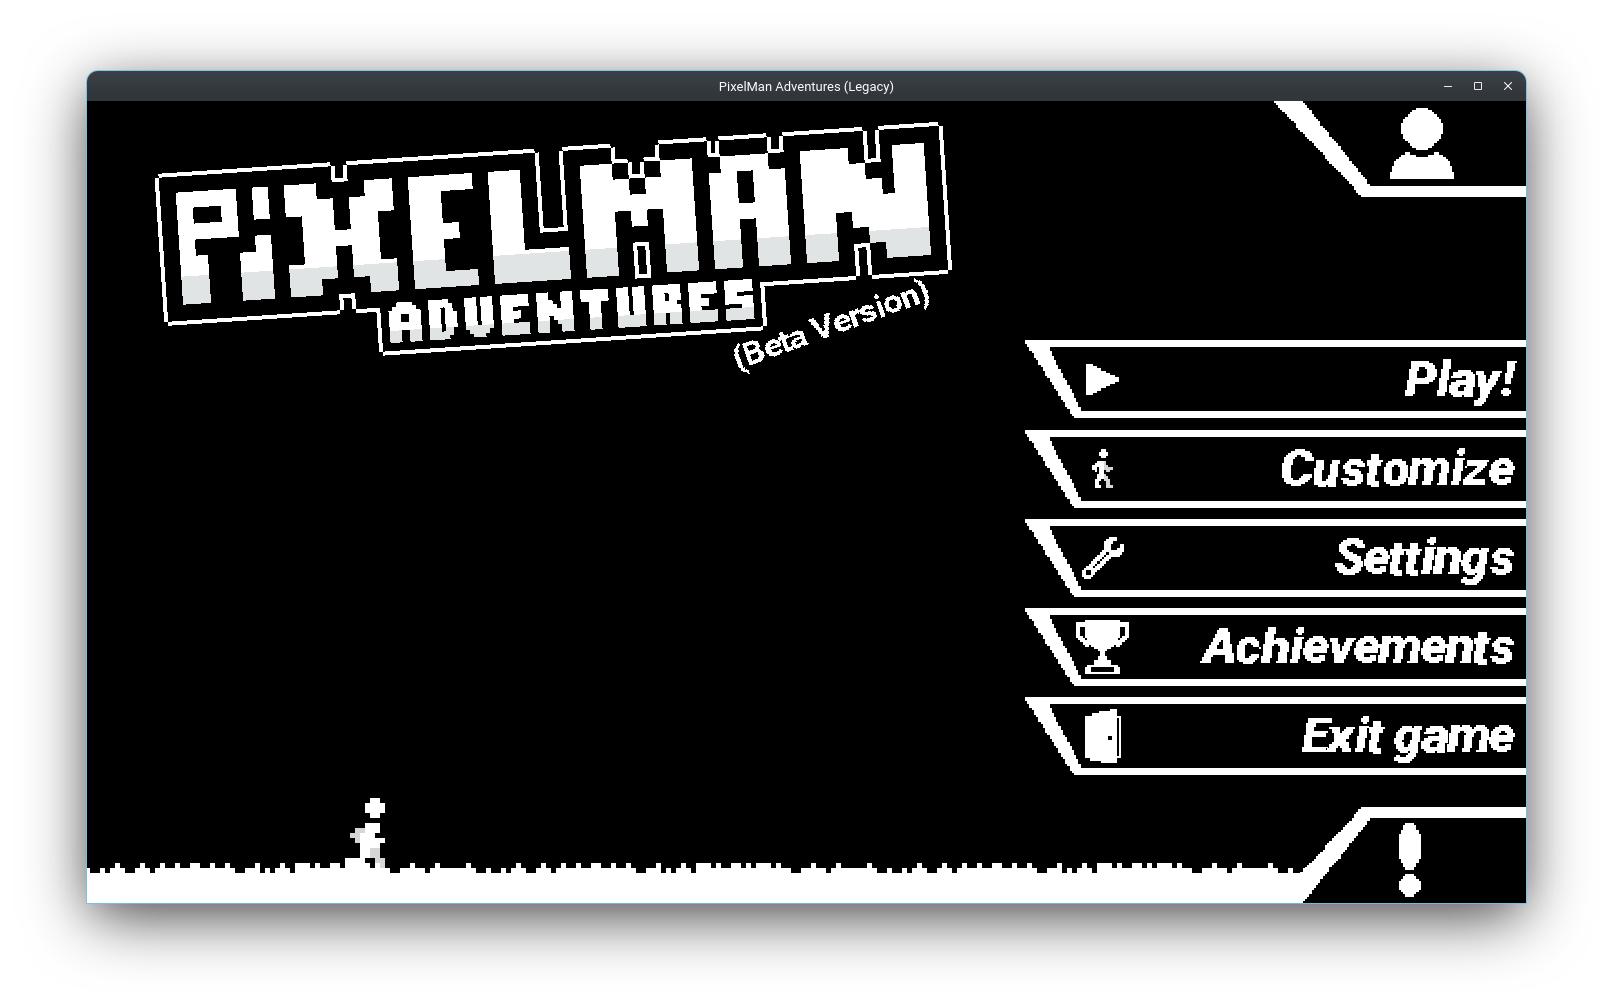 PixelMan Adventures (Legacy)
PiXELMAN
ADVENTURES
(Beta Version)
Play!
Customize
Settings
Achievements
Exit game